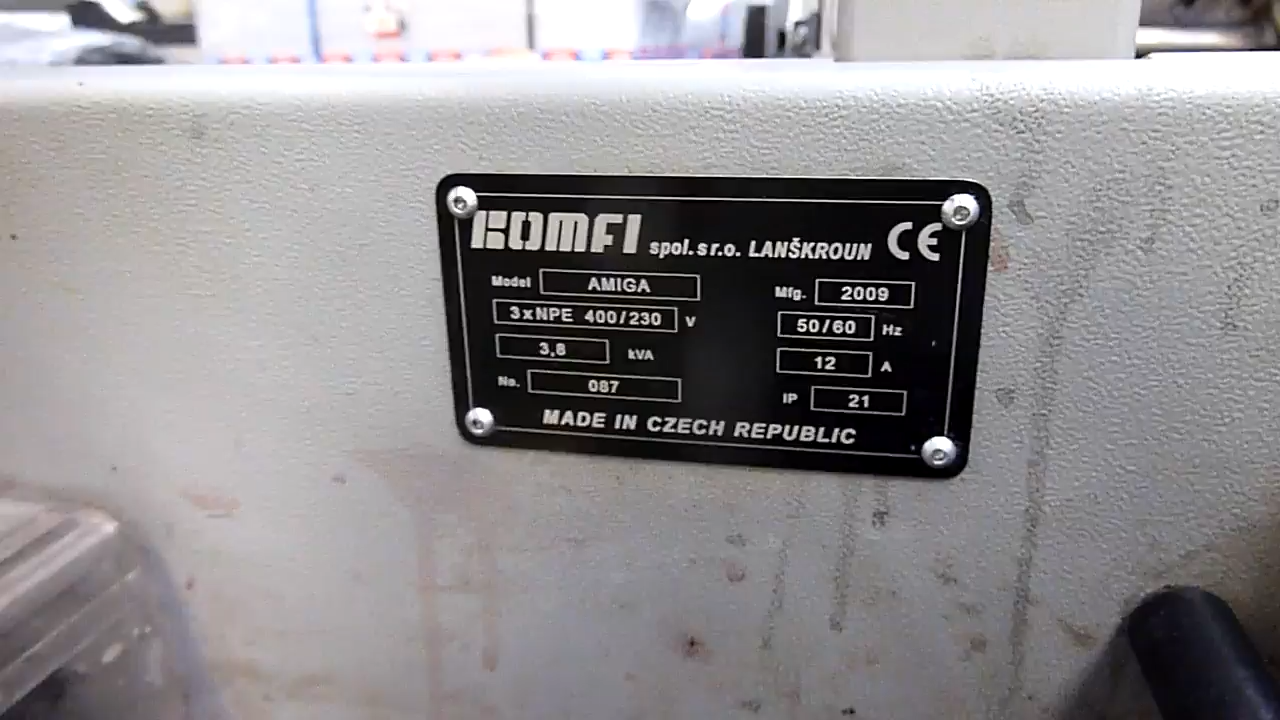 KOMFI spol. s r.o. LANŠKROUN CE
Model AMIGA Mfg. 2009
3xNPE 400/230 V 50/60 Hz
3,8 kVA 12 A
No. 087 IP 21
MADE IN CZECH REPUBLIC